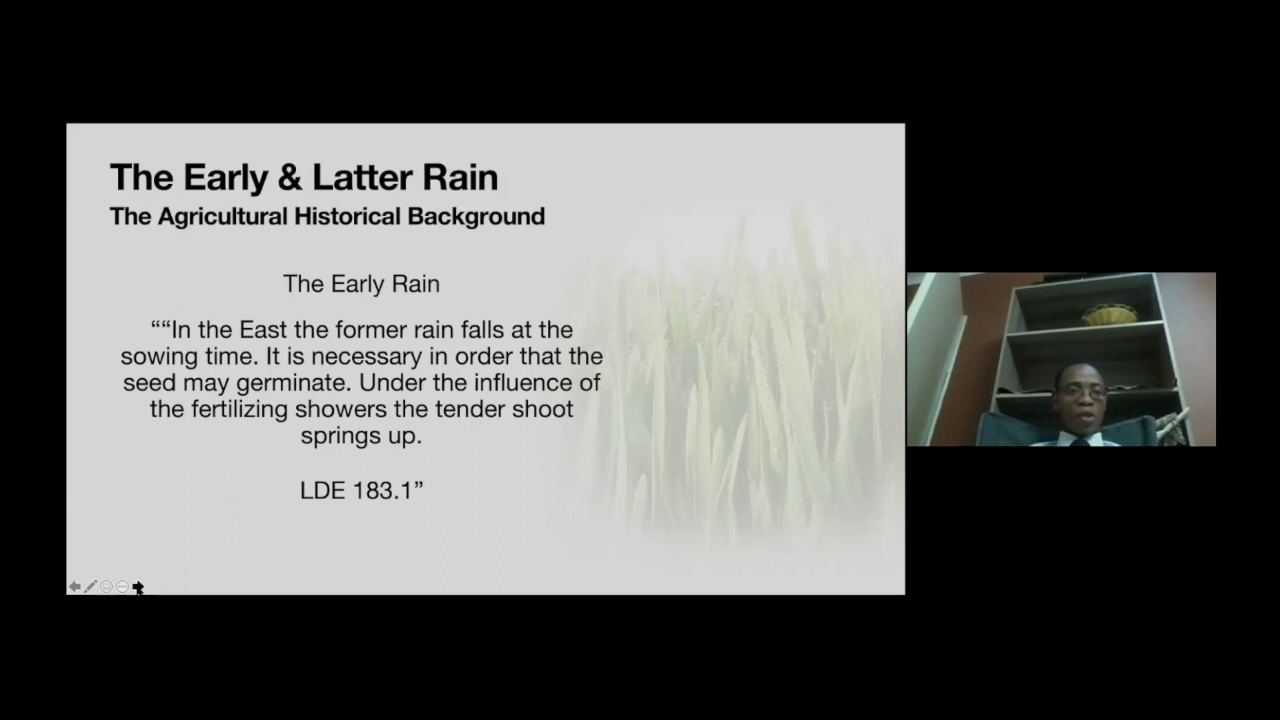 The Early & Latter Rain
The Agricultural Historical Background
The Early Rain
““In the East the former rain falls at the
sowing time. It is necessary in order that the
seed may germinate. Under the influence of
the fertilizing showers the tender shoot
springs up.
LDE 183.1”